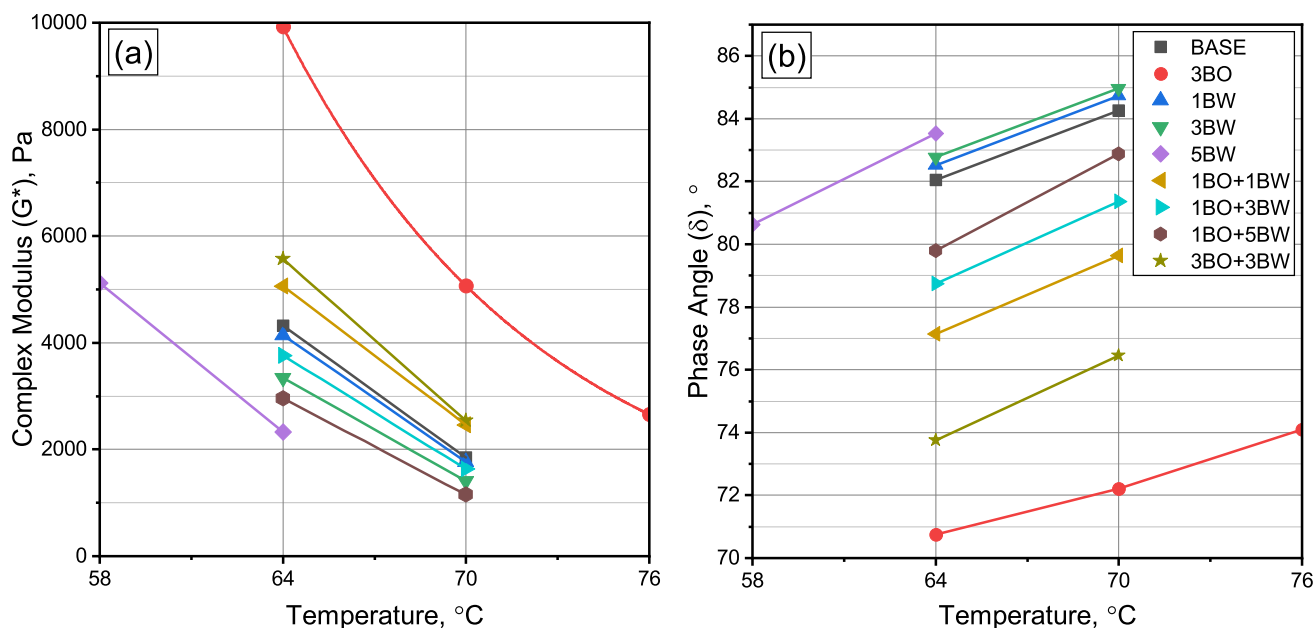 (a)
10000
8000
6000
4000
2000
0
58
64
70
76
Complex Modulus (G*), Pa
Temperature, °C
(b)
86
84
82
80
78
76
74
72
70
58
64
70
76
Phase Angle (δ), °
Temperature, °C
BASE
3BO
1BW
3BW
5BW
1BO+1BW
1BO+3BW
1BO+5BW
3BO+3BW